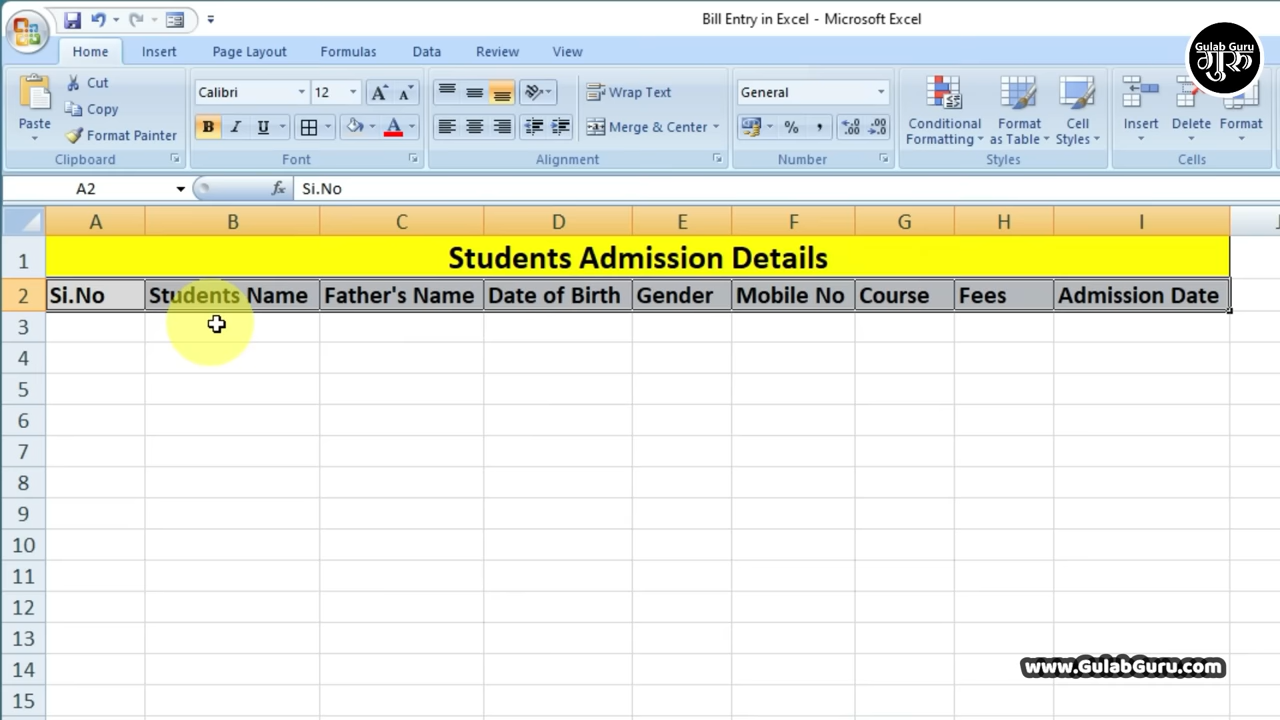 Bill Entry in Excel - Microsoft Excel
Home Insert Page Layout Formulas Data Review View
Gulab Guru
गुरु
Paste
Cut
Copy
Format Painter
Clipboard
Calibri 12
B I U
Font
Wrap Text
Merge & Center
Alignment
General
%
Number
Conditional Formatting
Format as Table
Cell Styles
Styles
Insert Delete Format
Cells
A2 fx Si.No
A B C D E F G H I J
1 Students Admission Details
2 Si.No Students Name Father's Name Date of Birth Gender Mobile No Course Fees Admission Date
3
4
5
6
7
8
9
10
11
12
13
14
15
www.GulabGuru.com